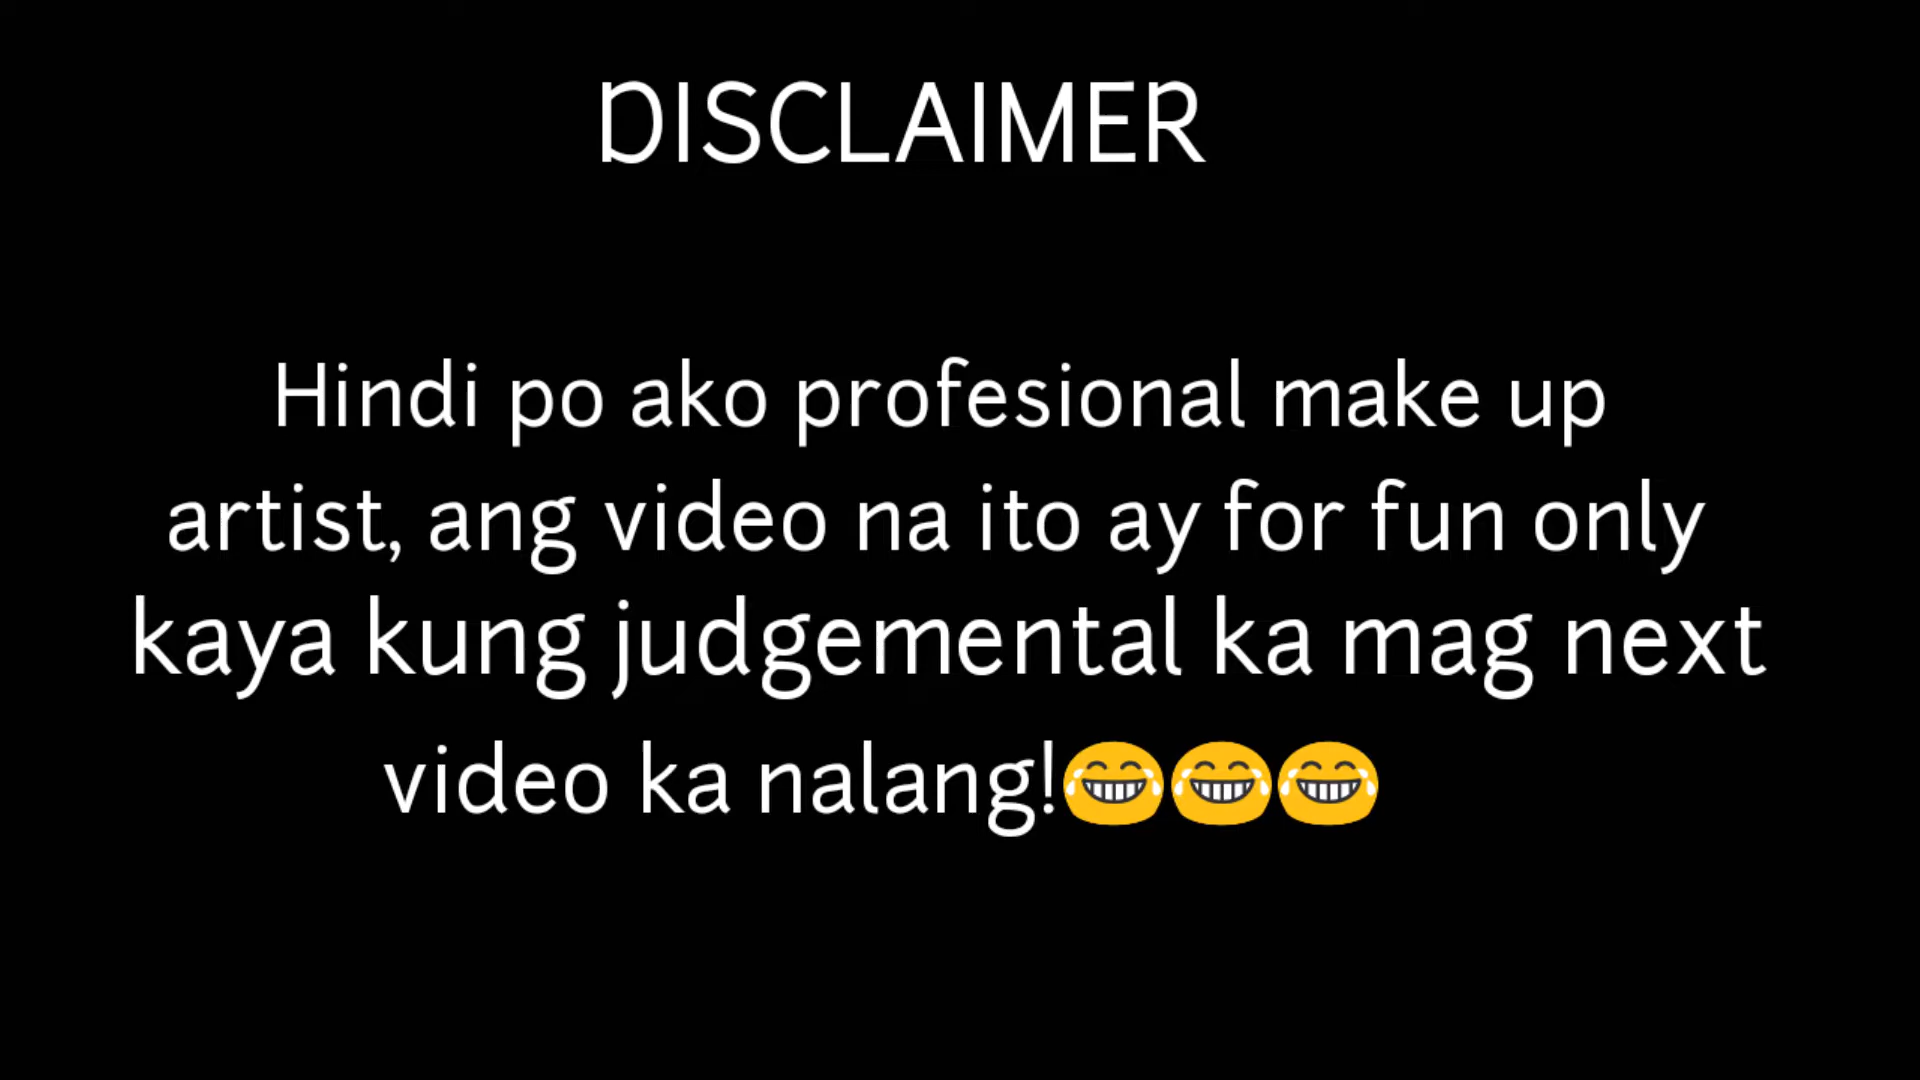 DISCLAIMER
Hindi po ako profesional make up
artist, ang video na ito ay for fun only
kaya kung judgemental ka mag next
video ka nalang!😂😂😂